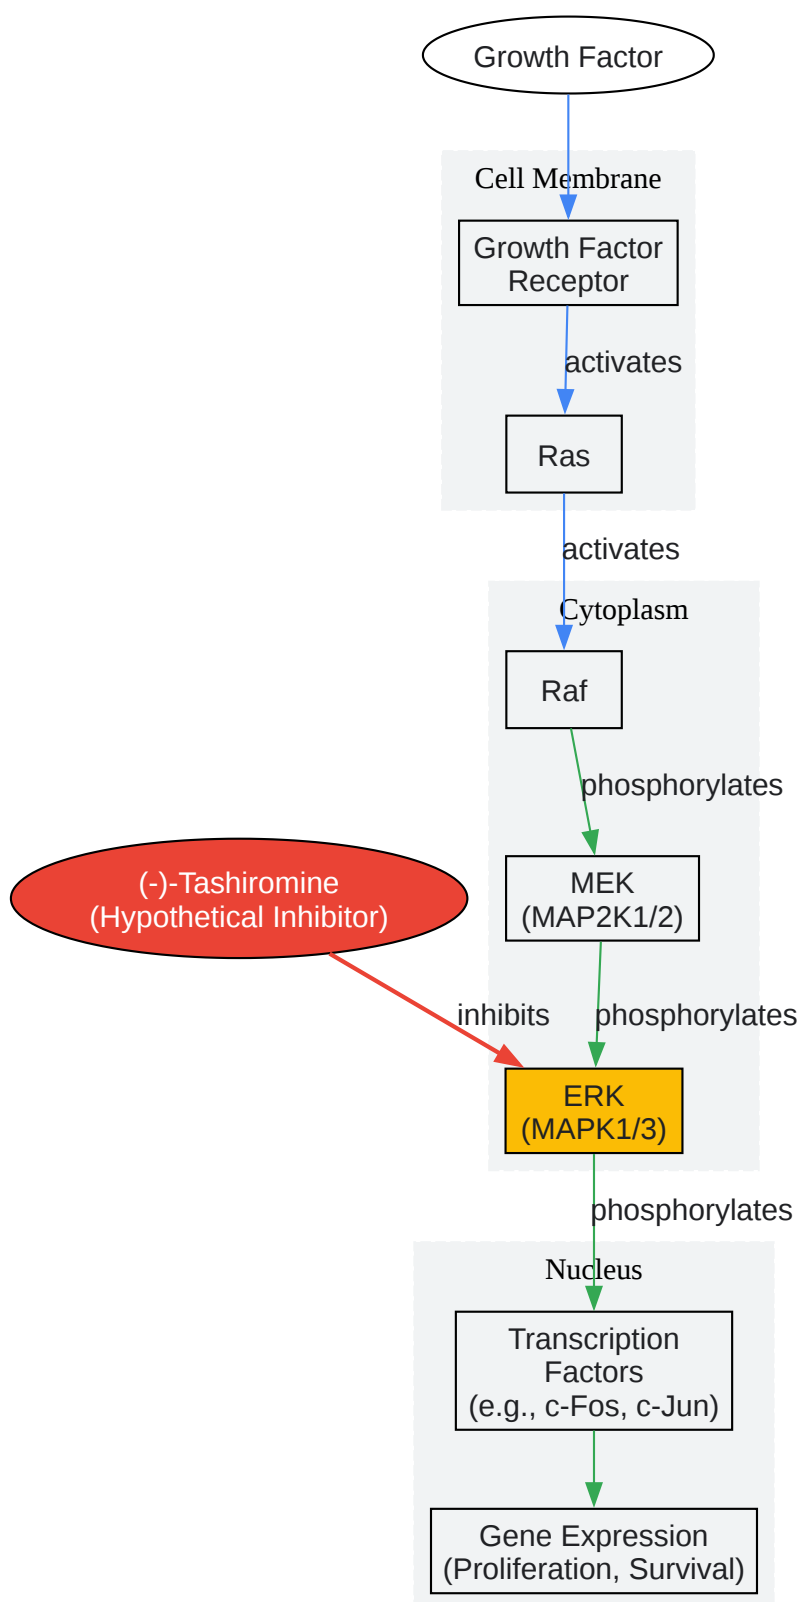 Growth Factor
Cell Membrane
Growth Factor
Receptor
activates
Ras
activates
Cytoplasm
Raf
phosphorylates
(-)-Tashiromine
(Hypothetical Inhibitor)
MEK
(MAP2K1/2)
inhibits
phosphorylates
ERK
(MAPK1/3)
phosphorylates
Nucleus
Transcription
Factors
(e.g., c-Fos, c-Jun)
Gene Expression
(Proliferation, Survival)